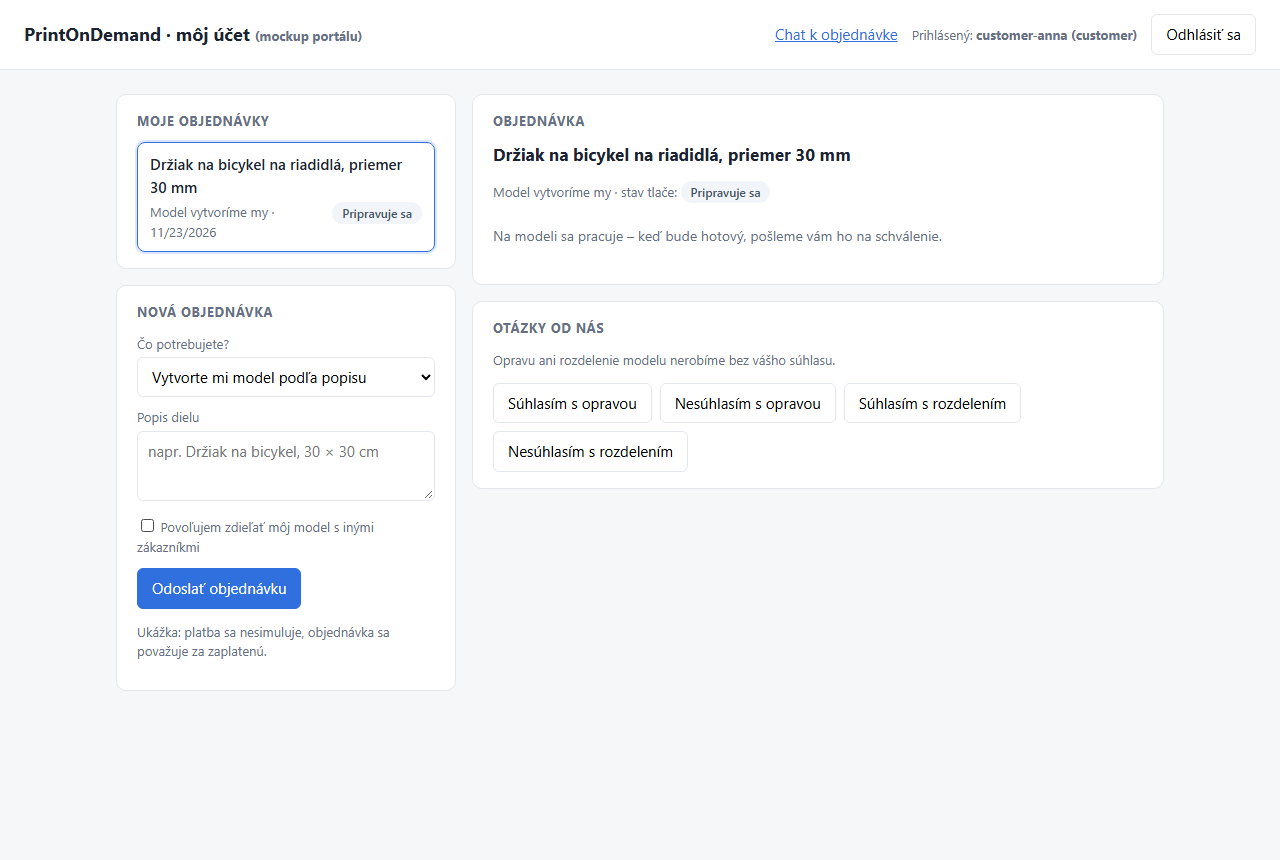 PrintOnDemand · môj účet (mockup portálu)
Chat k objednávke
Prihlásený: customer-anna (customer)
Odhlásiť sa
MOJE OBJEDNÁVKY
Držiak na bicykel na riadidlá, priemer
30 mm
Model vytvoríme my ·
11/23/2026
Pripravuje sa
NOVÁ OBJEDNÁVKA
Čo potrebujete?
Vytvorte mi model podľa popisu
Popis dielu
napr. Držiak na bicykel, 30 × 30 cm
Povoľujem zdieľať môj model s inými
zákazníkmi
Odoslať objednávku
Ukážka: platba sa nesimuluje, objednávka sa
považuje za zaplatenú.
OBJEDNÁVKA
Držiak na bicykel na riadidlá, priemer 30 mm
Model vytvoríme my · stav tlače: Pripravuje sa
Na modeli sa pracuje – keď bude hotový, pošleme vám ho na schválenie.
OTÁZKY OD NÁS
Opravu ani rozdelenie modelu nerobíme bez vášho súhlasu.
Súhlasím s opravou
Nesúhlasím s opravou
Súhlasím s rozdelením
Nesúhlasím s rozdelením